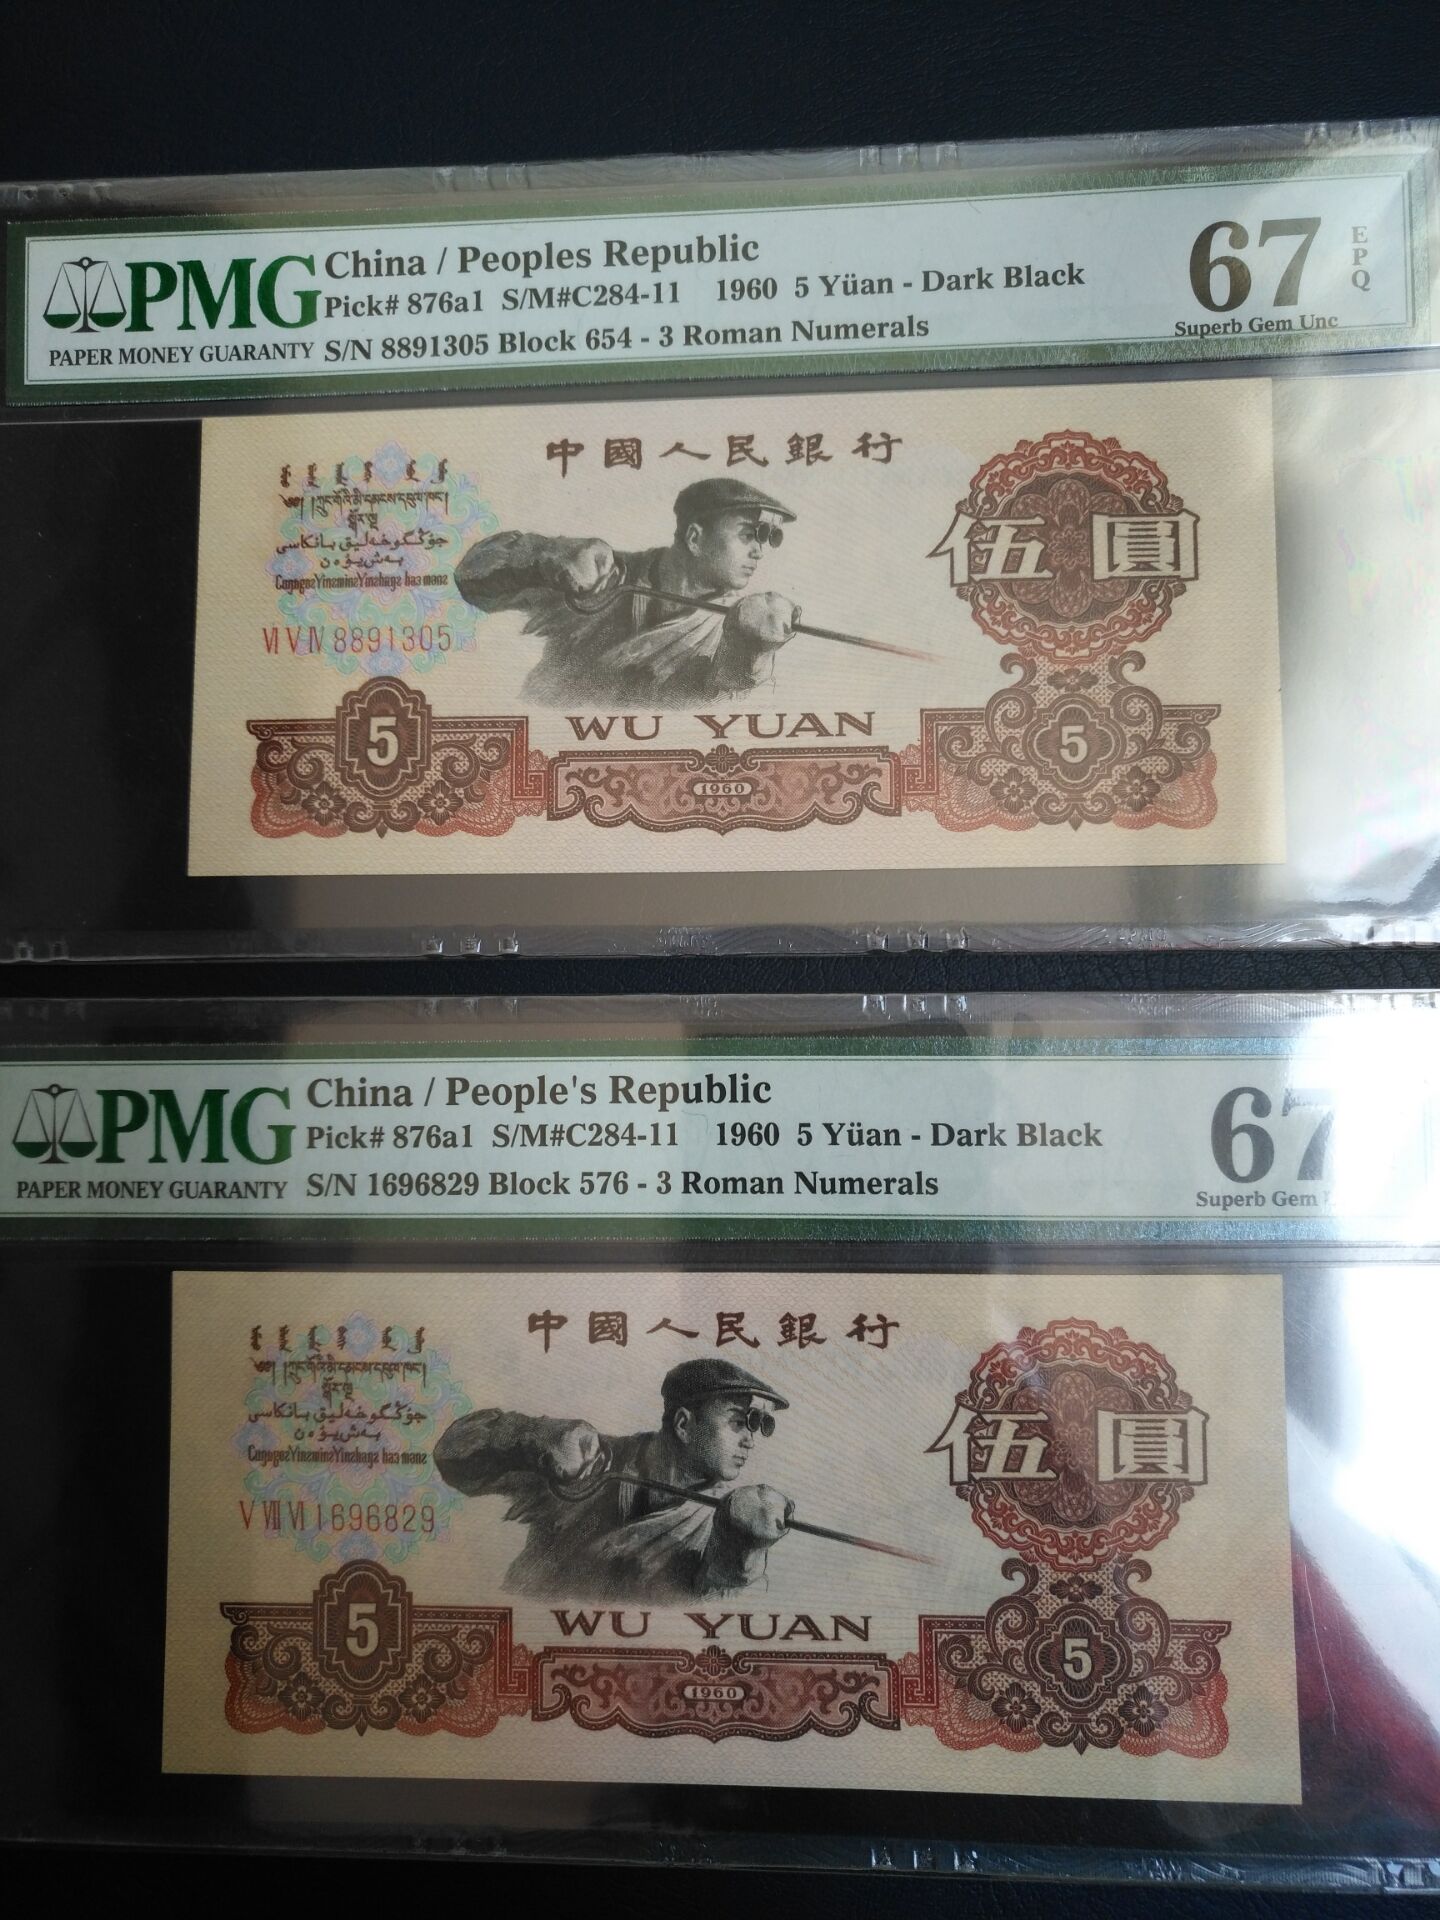 PMG
PAPER MONEY GUARANTY
China / Peoples Republic
Pick# 876a1 S/M#C284-11 1960 5 Yüan - Dark Black
S/N 8891305 Block 654 - 3 Roman Numerals
67
EPQ
Superb Gem Unc
中國人民銀行
伍圓
Ⅵ Ⅴ Ⅳ 8891305
WU YUAN
5
1960
5
PMG
PAPER MONEY GUARANTY
China / People's Republic
Pick# 876a1 S/M#C284-11 1960 5 Yüan - Dark Black
S/N 1696829 Block 576 - 3 Roman Numerals
67
Superb Gem
中國人民銀行
伍圓
Ⅴ Ⅶ Ⅵ 1696829
WU YUAN
5
1960
5